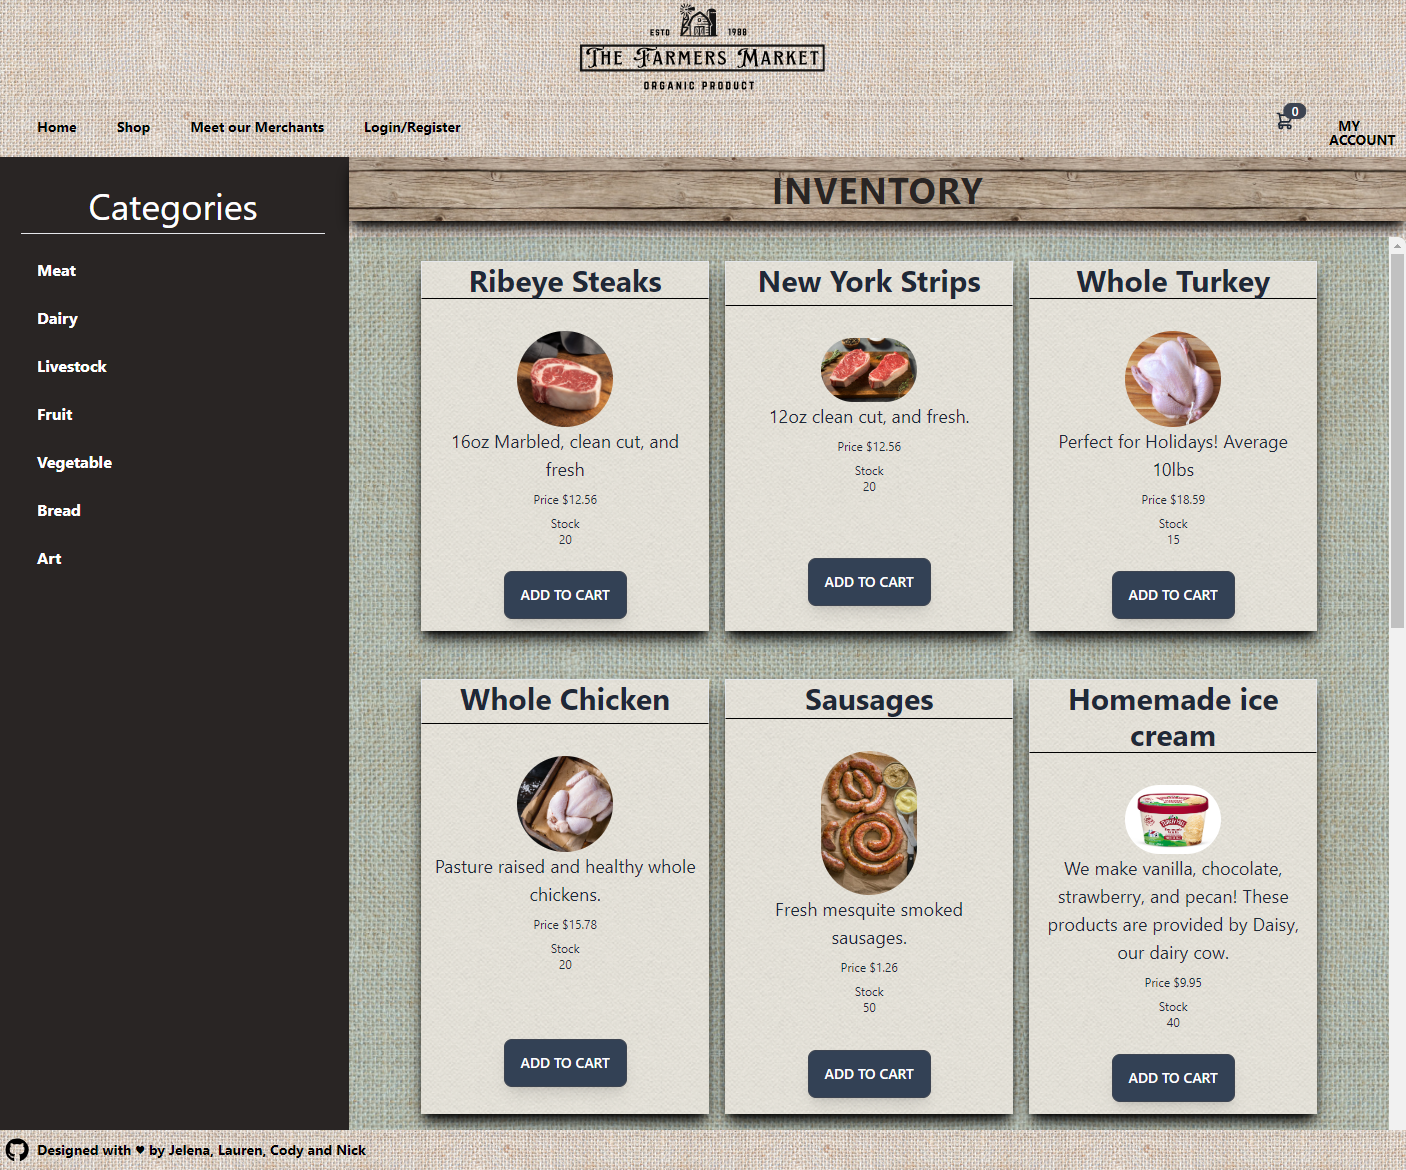 ESTD 1988
THE FARMERS MARKET
ORGANIC PRODUCT
Home Shop Meet our Merchants Login/Register
0
MY
ACCOUNT
Categories
Meat
Dairy
Livestock
Fruit
Vegetable
Bread
Art
INVENTORY
Ribeye Steaks
16oz Marbled, clean cut, and
fresh
Price $12.56
Stock
20
ADD TO CART
New York Strips
12oz clean cut, and fresh.
Price $12.56
Stock
20
ADD TO CART
Whole Turkey
Perfect for Holidays! Average
10lbs
Price $18.59
Stock
15
ADD TO CART
Whole Chicken
Pasture raised and healthy whole
chickens.
Price $15.78
Stock
20
ADD TO CART
Sausages
Fresh mesquite smoked
sausages.
Price $1.26
Stock
50
ADD TO CART
Homemade ice
cream
We make vanilla, chocolate,
strawberry, and pecan! These
products are provided by Daisy,
our dairy cow.
Price $9.95
Stock
40
ADD TO CART
Designed with ♥ by Jelena, Lauren, Cody and Nick